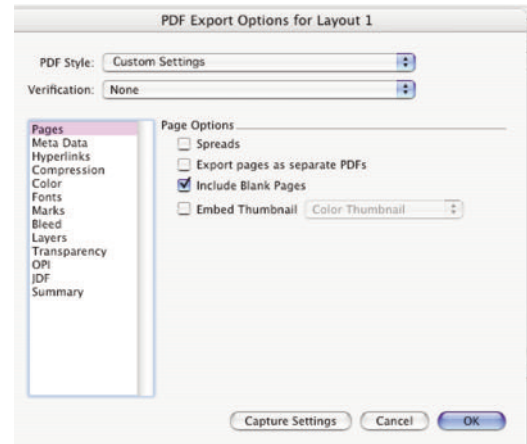 PDF Export Options for Layout 1
PDF Style: Custom Settings
Verification: None
Pages
Meta Data
Hyperlinks
Compression
Color
Fonts
Marks
Bleed
Layers
Transparency
OPI
JDF
Summary
Page Options
Spreads
Export pages as separate PDFs
Include Blank Pages
Embed Thumbnail Color Thumbnail
Capture Settings Cancel OK